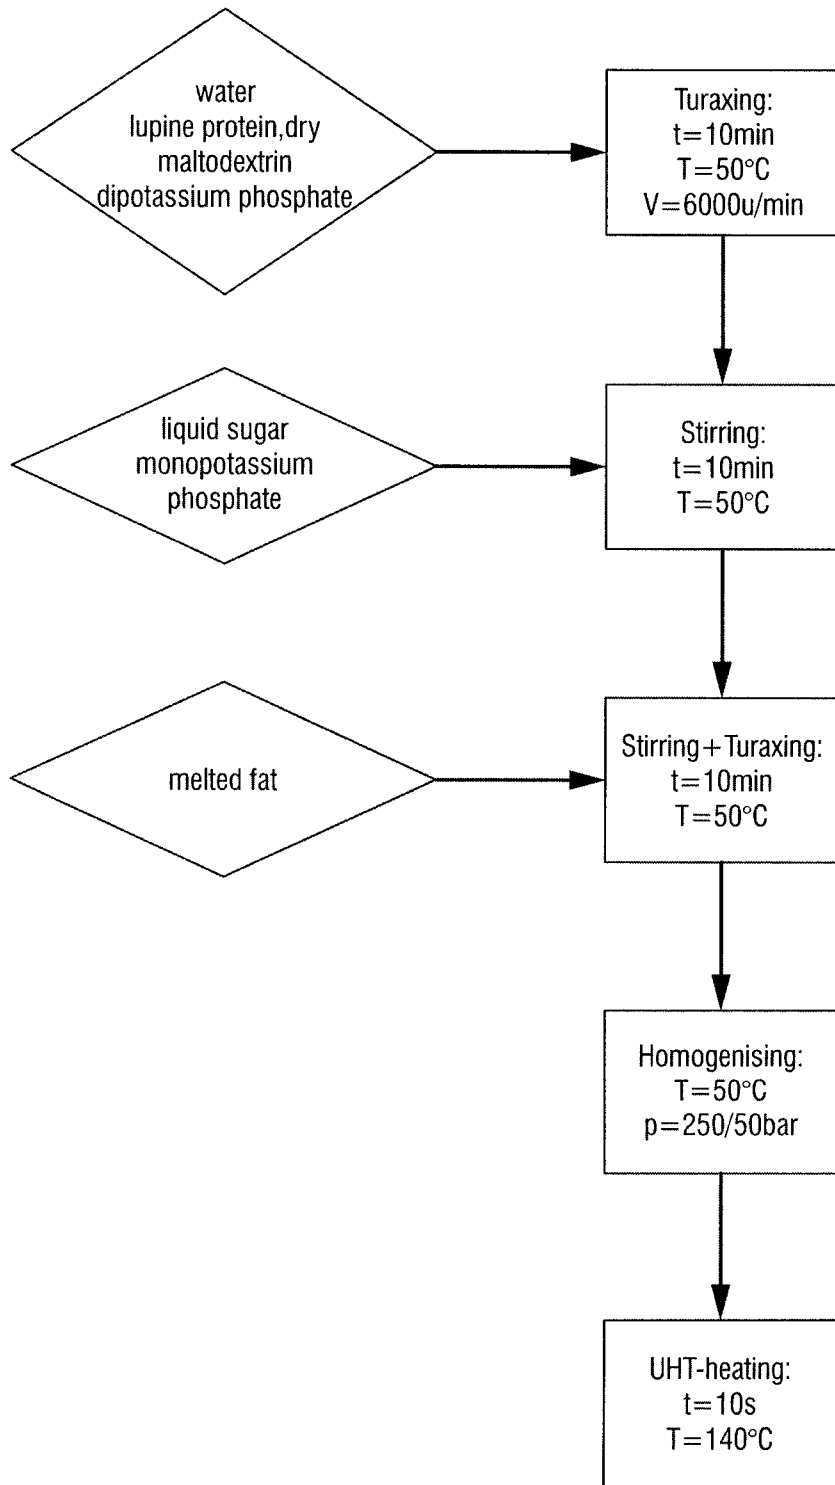 water
lupine protein,dry
maltodextrin
dipotassium phosphate
Turaxing:
t=10min
T=50°C
V=6000u/min
liquid sugar
monopotassium
phosphate
Stirring:
t=10min
T=50°C
melted fat
Stirring+Turaxing:
t=10min
T=50°C
Homogenising:
T=50°C
p=250/50bar
UHT-heating:
t=10s
T=140°C